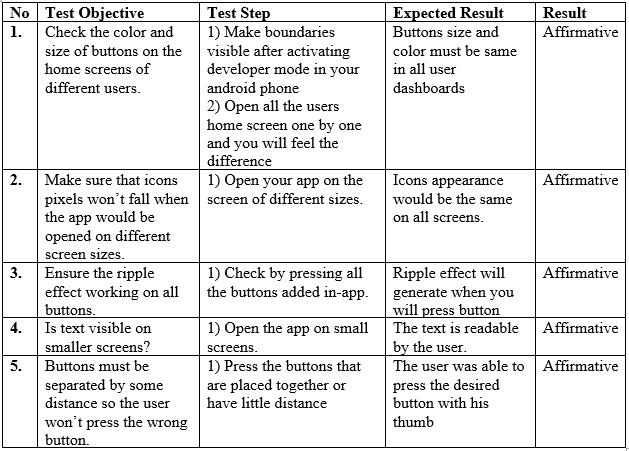 No Test Objective Test Step Expected Result Result
1. Check the color and size of buttons on the home screens of different users. 1) Make boundaries visible after activating developer mode in your android phone 2) Open all the users home screen one by one and you will feel the difference Buttons size and color must be same in all user dashboards Affirmative
2. Make sure that icons pixels won’t fall when the app would be opened on different screen sizes. 1) Open your app on the screen of different sizes. Icons appearance would be the same on all screens. Affirmative
3. Ensure the ripple effect working on all buttons. 1) Check by pressing all the buttons added in-app. Ripple effect will generate when you will press button Affirmative
4. Is text visible on smaller screens? 1) Open the app on small screens. The text is readable by the user. Affirmative
5. Buttons must be separated by some distance so the user won’t press the wrong button. 1) Press the buttons that are placed together or have little distance The user was able to press the desired button with his thumb Affirmative